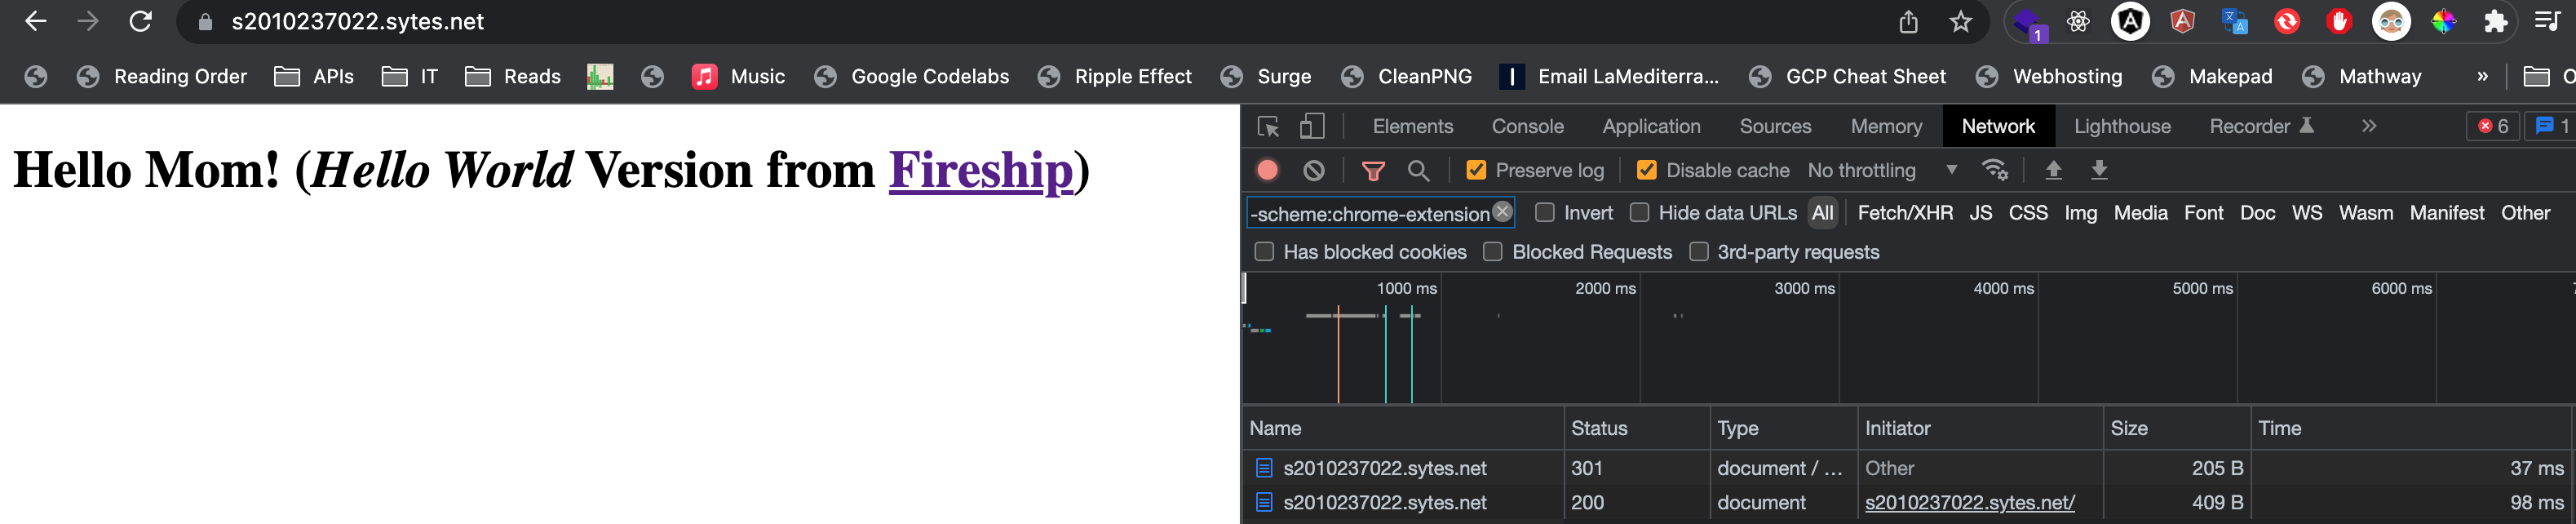 s2010237022.sytes.net
1
Reading Order APIs IT Reads Music Google Codelabs Ripple Effect Surge CleanPNG Email LaMediterra... GCP Cheat Sheet Webhosting Makepad Mathway » O
Hello Mom! (Hello World Version from Fireship)
Elements Console Application Sources Memory Network Lighthouse Recorder » 6 1
Preserve log Disable cache No throttling
-scheme:chrome-extension Invert Hide data URLs All Fetch/XHR JS CSS Img Media Font Doc WS Wasm Manifest Other
Has blocked cookies Blocked Requests 3rd-party requests
1000 ms 2000 ms 3000 ms 4000 ms 5000 ms 6000 ms
Name Status Type Initiator Size Time
s2010237022.sytes.net 301 document / ... Other 205 B 37 ms
s2010237022.sytes.net 200 document s2010237022.sytes.net/ 409 B 98 ms